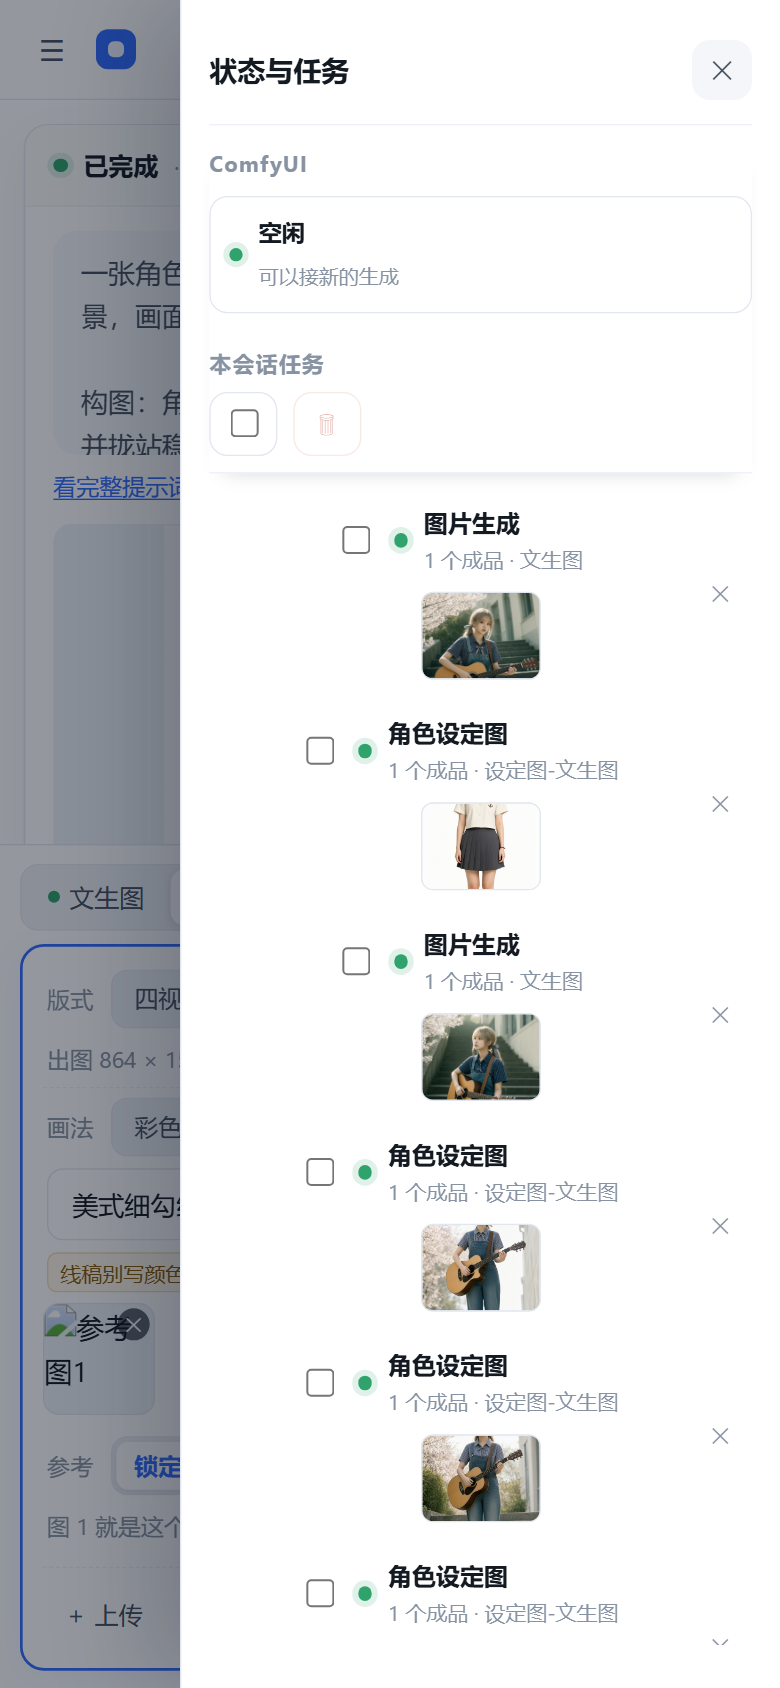 状态与任务
已完成 ·
ComfyUI
空闲
可以接新的生成
一张角色
景，画面
本会话任务
构图：角
并拢站稳
看完整提示词
图片生成
1 个成品 · 文生图
角色设定图
1 个成品 · 设定图-文生图
文生图
图片生成
1 个成品 · 文生图
版式 四视
出图 864 × 1
画法 彩色
角色设定图
1 个成品 · 设定图-文生图
美式细勾
线稿别写颜色
参考
图1
角色设定图
1 个成品 · 设定图-文生图
参考 锁定
图 1 就是这个
角色设定图
1 个成品 · 设定图-文生图
+ 上传